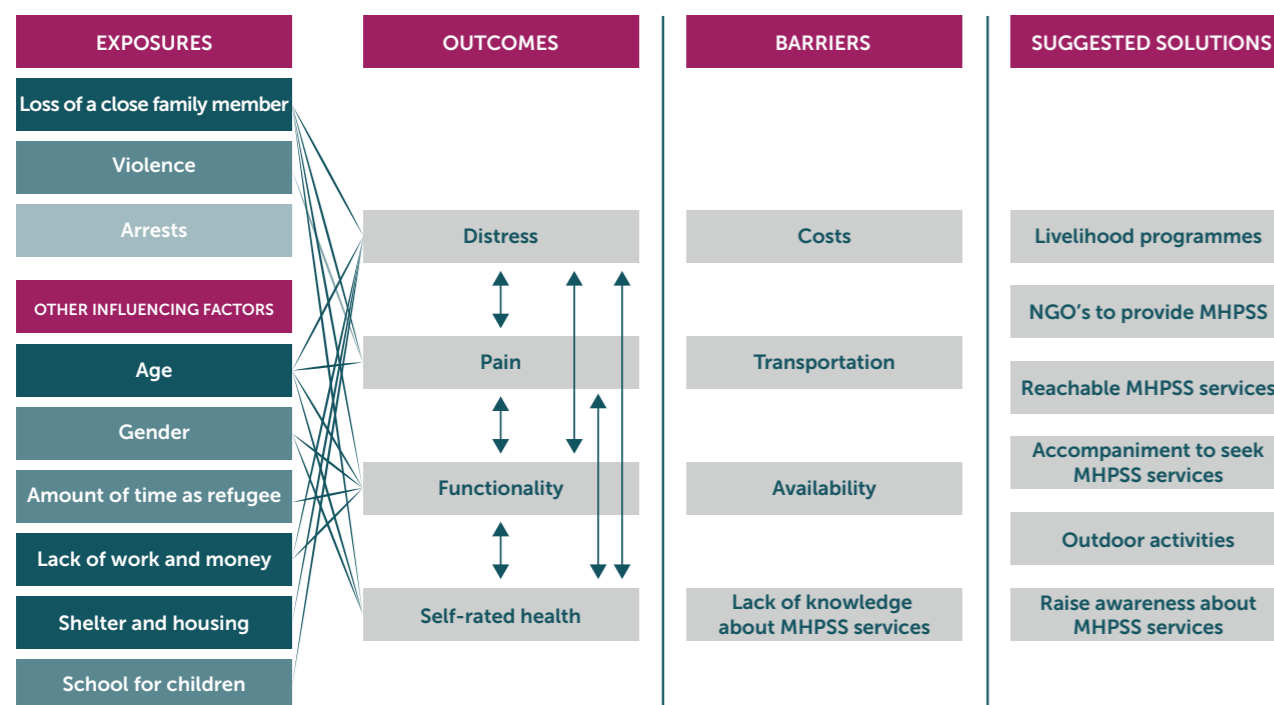 EXPOSURES
Loss of a close family member
Violence
Arrests
OTHER INFLUENCING FACTORS
Age
Gender
Amount of time as refugee
Lack of work and money
Shelter and housing
School for children
OUTCOMES
Distress
Pain
Functionality
Self-rated health
BARRIERS
Costs
Transportation
Availability
Lack of knowledge
about MHPSS services
SUGGESTED SOLUTIONS
Livelihood programmes
NGO's to provide MHPSS
Reachable MHPSS services
Accompaniment to seek
MHPSS services
Outdoor activities
Raise awareness about
MHPSS services